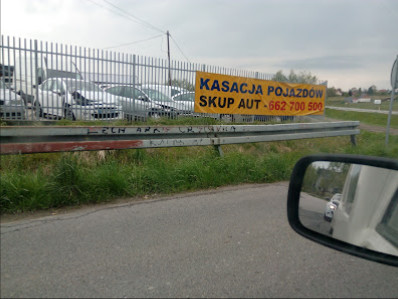 KASACJA POJAZDÓW
SKUP AUT - 662 700 500